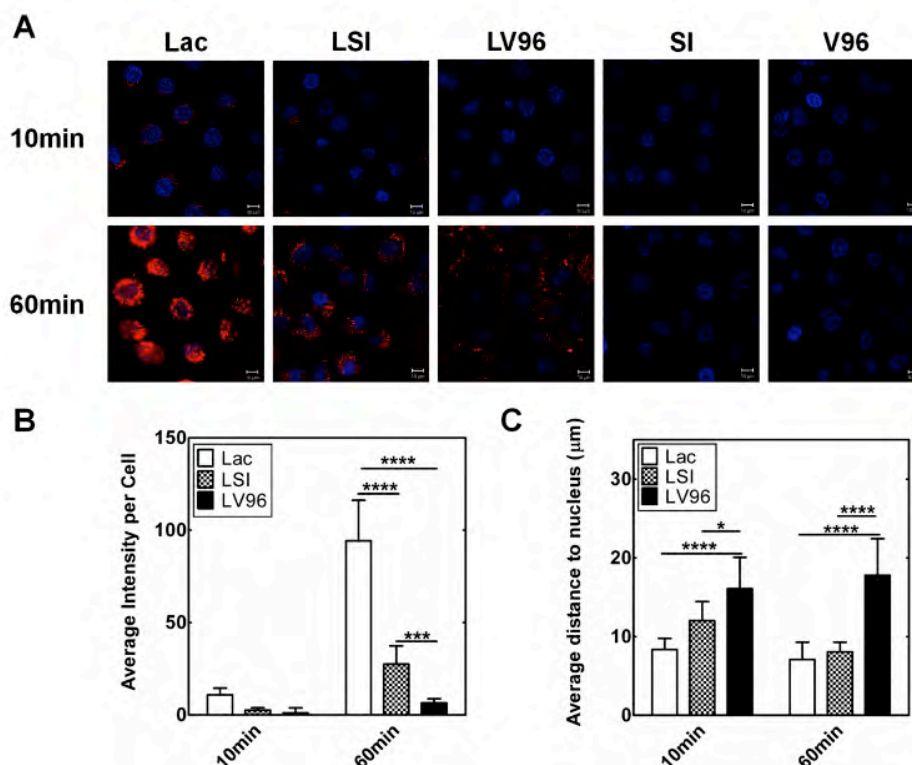 A
Lac LSI LV96 SI V96
10min
60min
B
150
100
50
0
Average Intensity per Cell
Lac
LSI
LV96
****
****
***
10min 60min
C
30
20
10
0
Average distance to nucleus (μm)
Lac
LSI
LV96
*
****
****
****
10min 60min